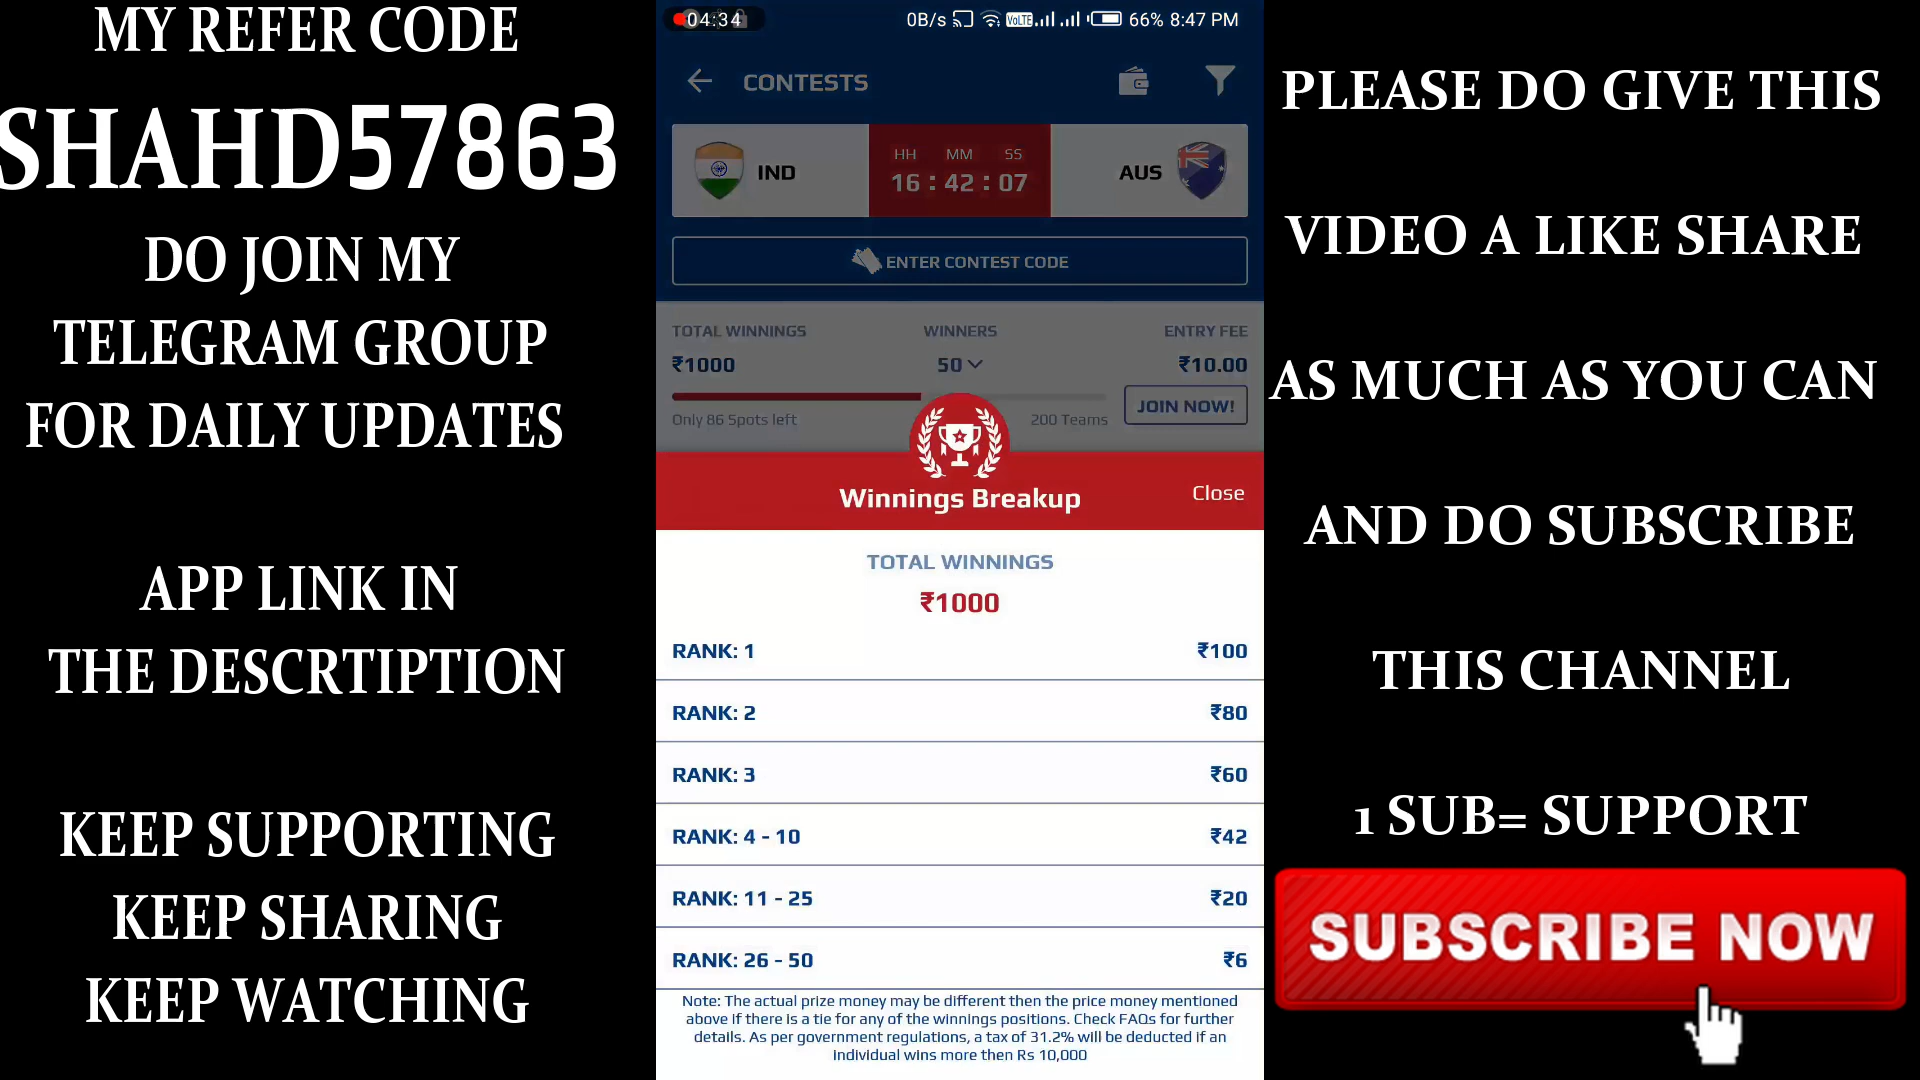 MY REFER CODE
SHAHD57863
DO JOIN MY
TELEGRAM GROUP
FOR DAILY UPDATES
APP LINK IN
THE DESCRTIPTION
KEEP SUPPORTING
KEEP SHARING
KEEP WATCHING
04:34
0B/s VoLTE 66% 8:47 PM
CONTESTS
IND
HH MM SS
16 : 42 : 07
AUS
ENTER CONTEST CODE
TOTAL WINNINGS WINNERS ENTRY FEE
₹1000 50 ₹10.00
Only 86 Spots left 200 Teams JOIN NOW!
Winnings Breakup Close
TOTAL WINNINGS
₹1000
RANK: 1 ₹100
RANK: 2 ₹80
RANK: 3 ₹60
RANK: 4 - 10 ₹42
RANK: 11 - 25 ₹20
RANK: 26 - 50 ₹6
Note: The actual prize money may be different then the price money mentioned
above if there is a tie for any of the winnings positions. Check FAQs for further
details. As per government regulations, a tax of 31.2% will be deducted if an
individual wins more then Rs 10,000
PLEASE DO GIVE THIS
VIDEO A LIKE SHARE
AS MUCH AS YOU CAN
AND DO SUBSCRIBE
THIS CHANNEL
1 SUB= SUPPORT
SUBSCRIBE NOW